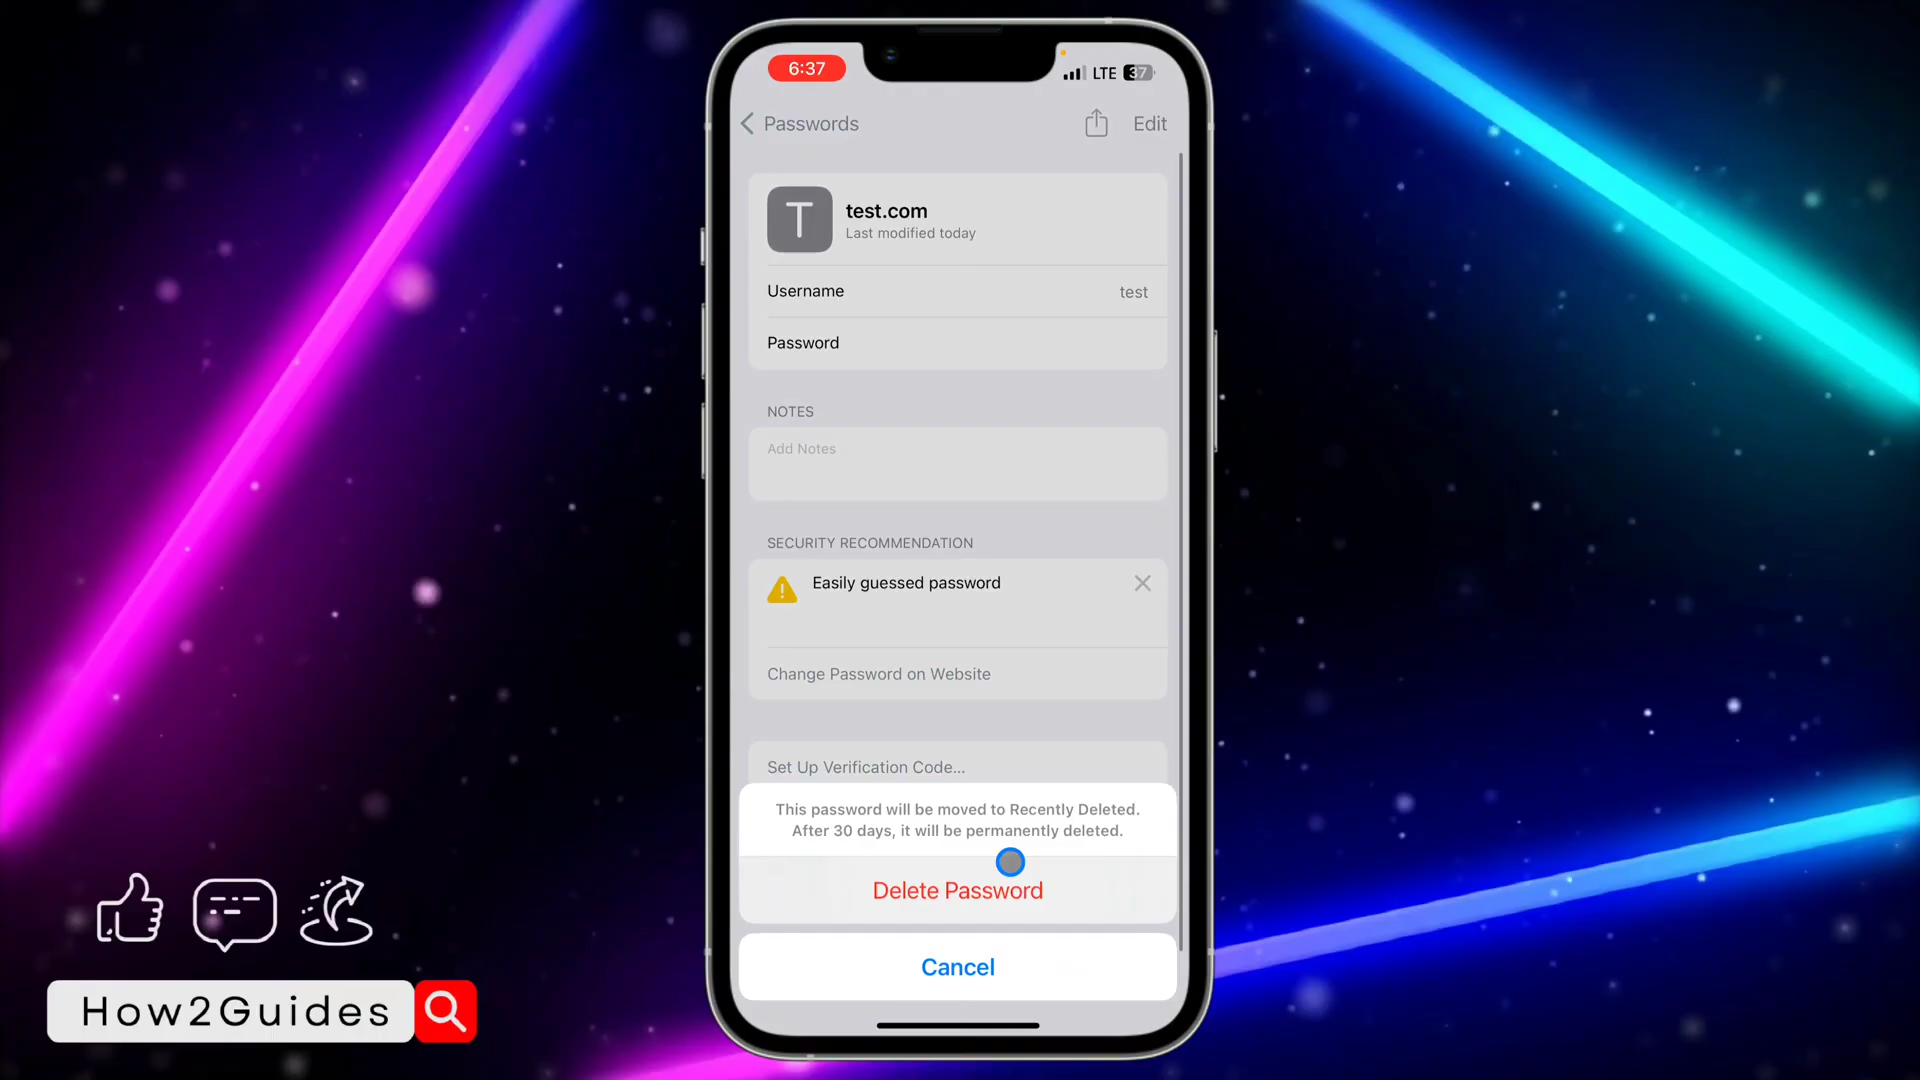 6:37
LTE 37
Passwords
Edit
T
test.com
Last modified today
Username
test
Password
NOTES
Add Notes
SECURITY RECOMMENDATION
Easily guessed password
Change Password on Website
Set Up Verification Code...
This password will be moved to Recently Deleted.
After 30 days, it will be permanently deleted.
Delete Password
Cancel
How2Guides